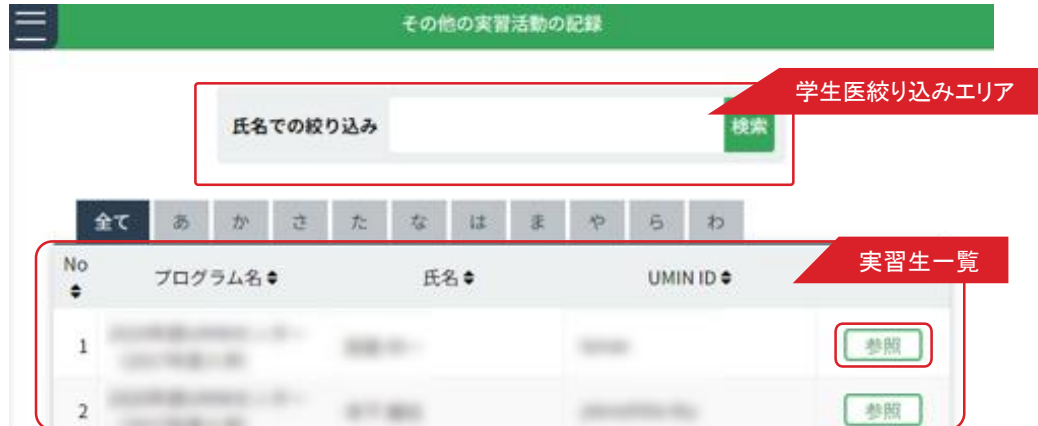 その他の実習活動の記録
学生医絞り込みエリア
氏名での絞り込み 検索
全て あ か さ た な は ま や ら わ
実習生一覧
No プログラム名 氏名 UMIN ID
1 参照
2 参照